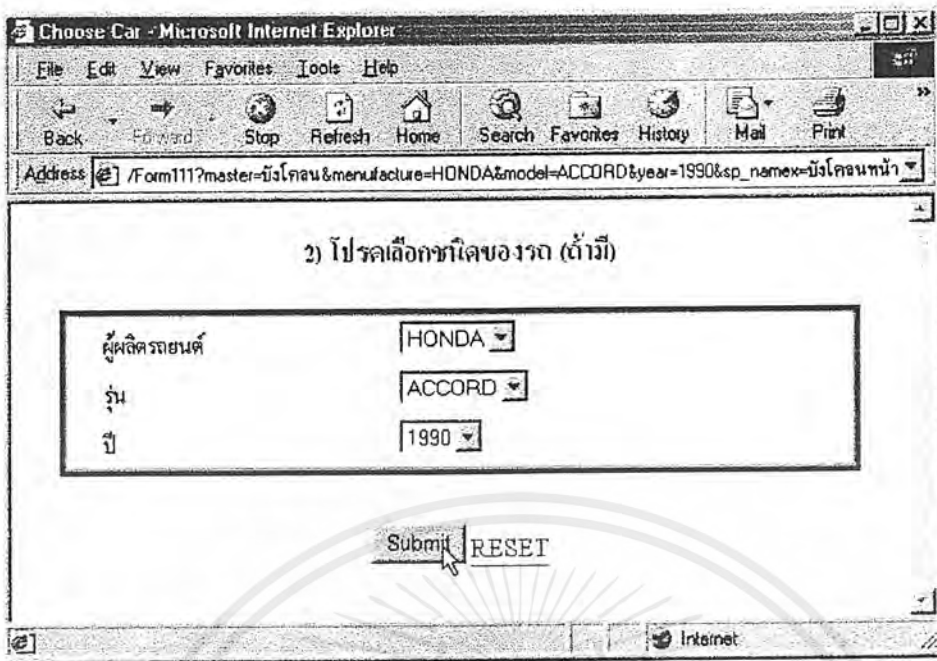 Choose Car - Microsoft Internet Explorer
File Edit View Favorites Tools Help
Back Forward Stop Refresh Home Search Favorites History Mail Print
Address /Form111?master=บังโคลน&menufacture=HONDA&model=ACCORD&year=1990&sp_namex=บังโคลนหน้า
2) โปรดเลือกชนิดของรถ (ถ้ามี)
ผู้ผลิตรถยนต์ HONDA
รุ่น ACCORD
ปี 1990
Submit RESET
Internet